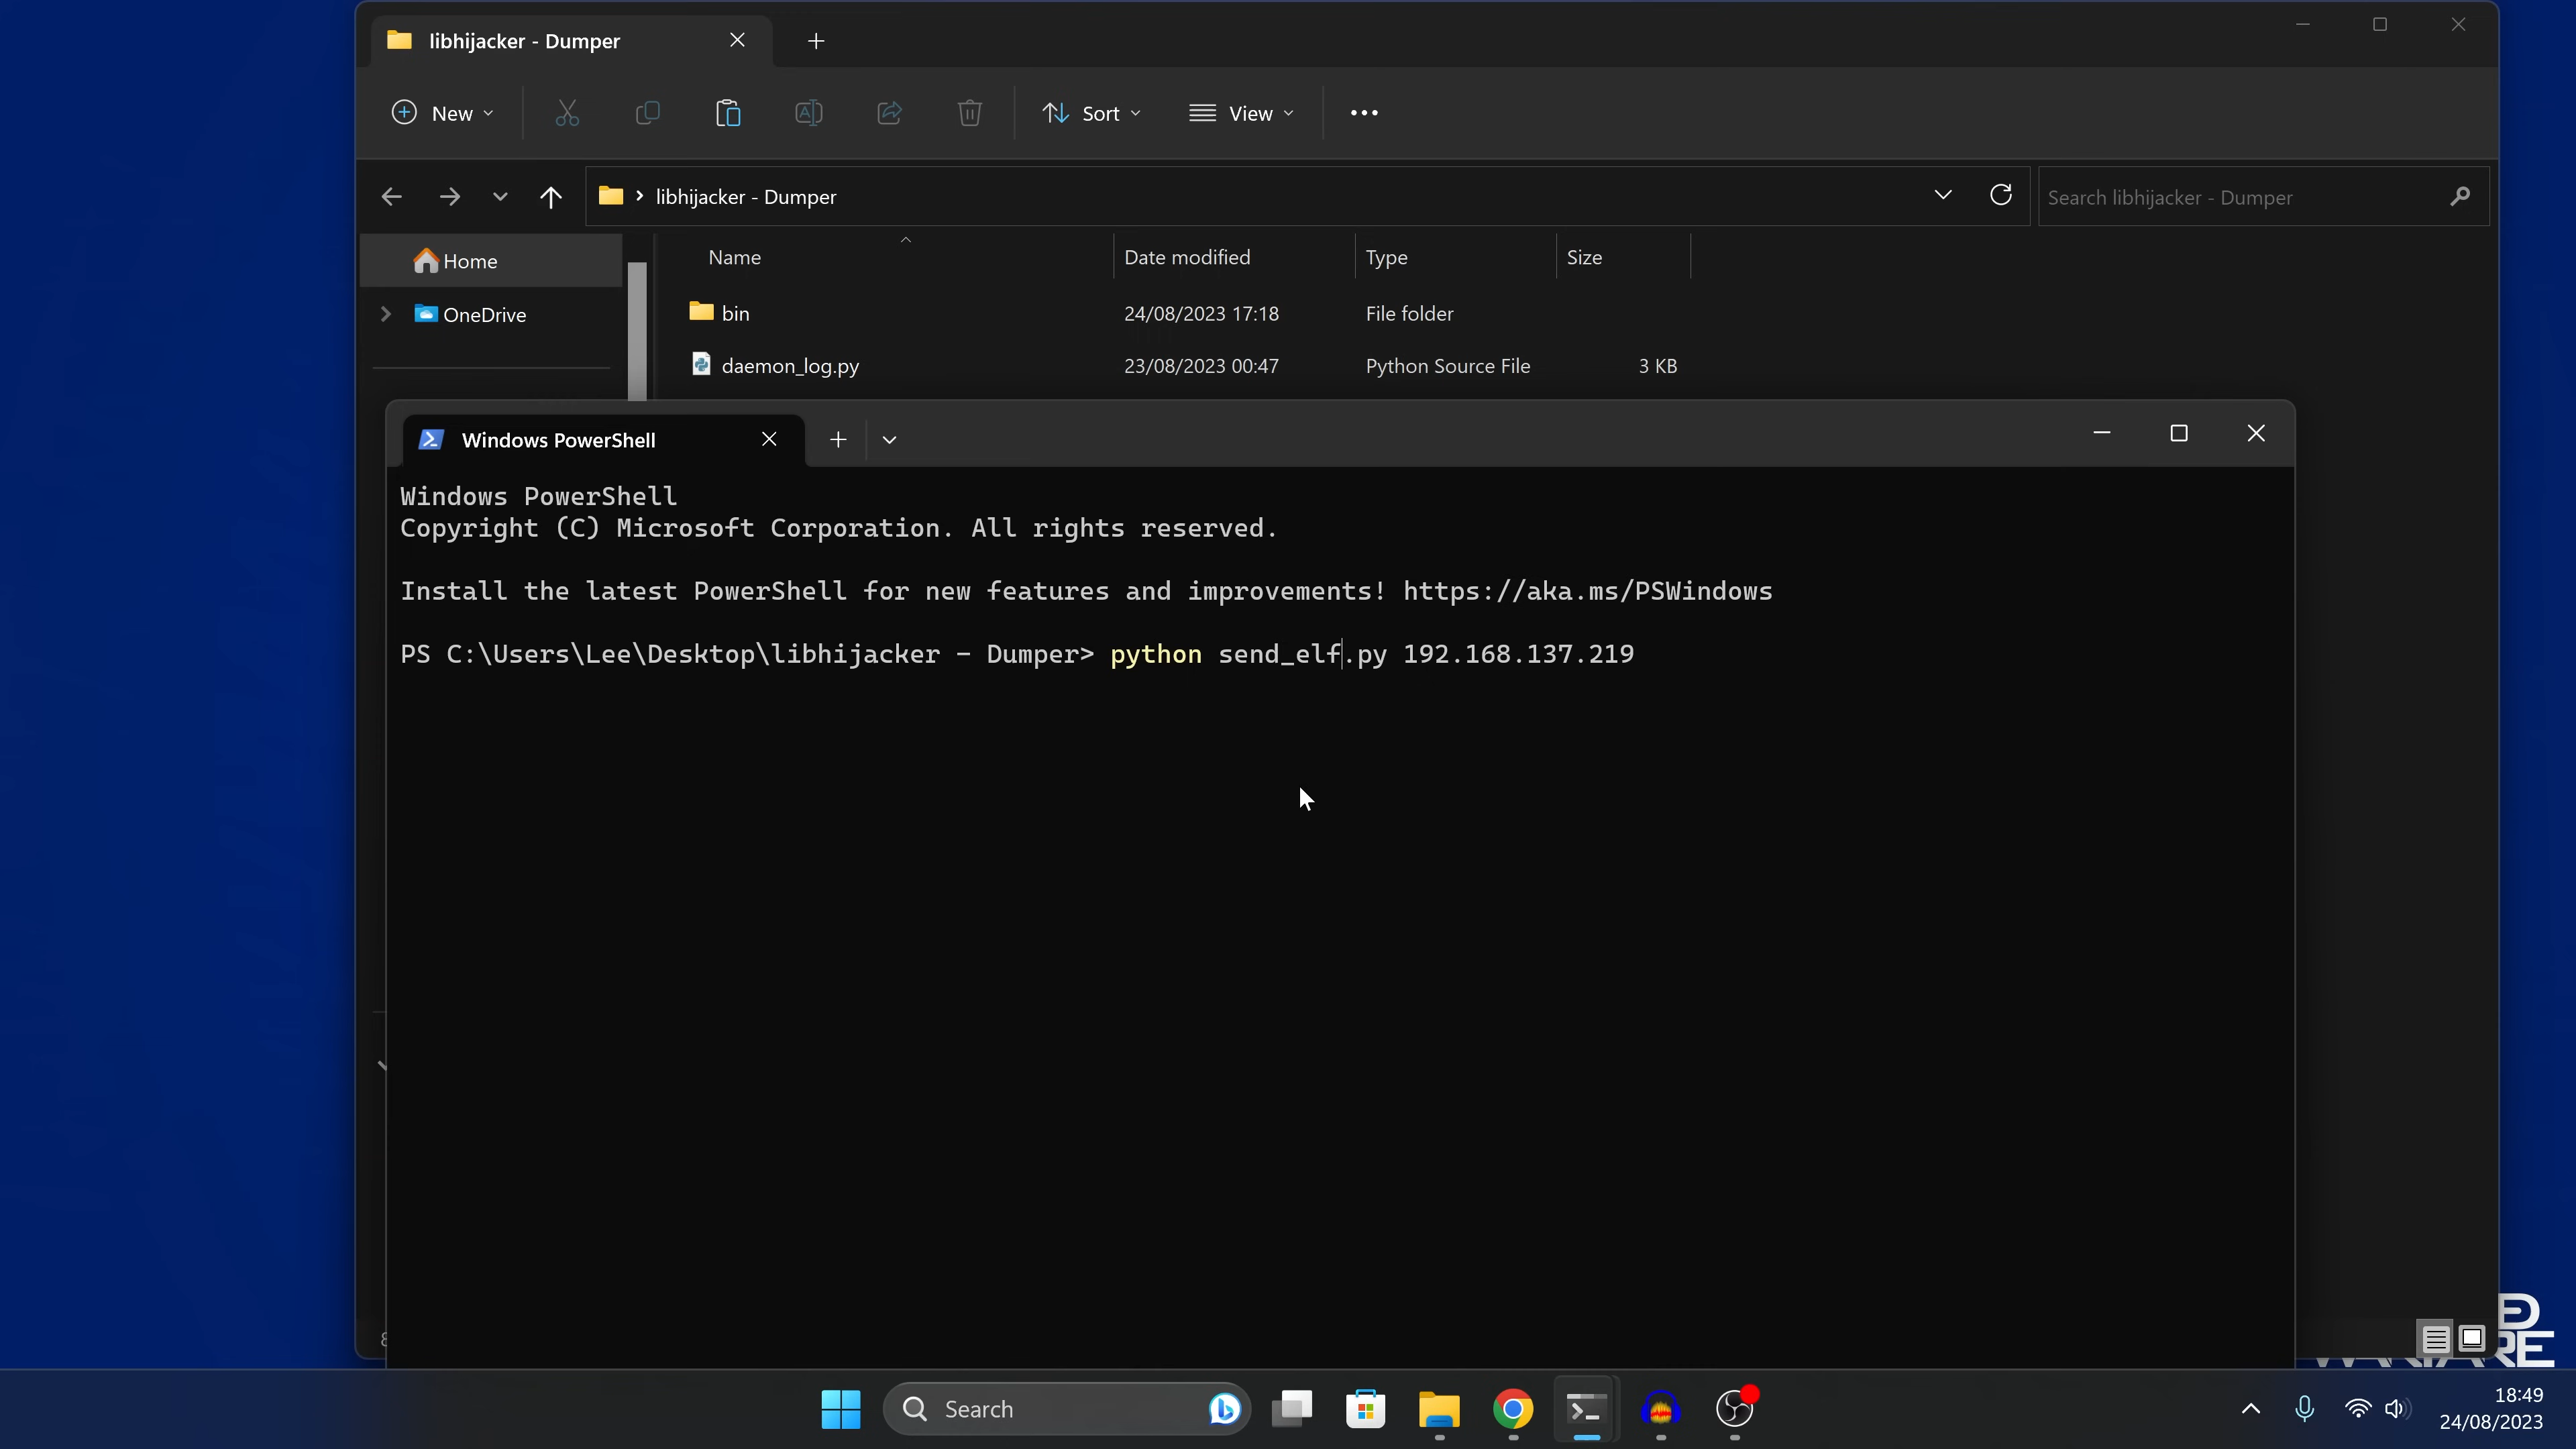 libhijacker - Dumper
New
Sort
View
libhijacker - Dumper
Search libhijacker - Dumper
Home
OneDrive
Name Date modified Type Size
bin 24/08/2023 17:18 File folder
daemon_log.py 23/08/2023 00:47 Python Source File 3 KB
Windows PowerShell
Windows PowerShell
Copyright (C) Microsoft Corporation. All rights reserved.
Install the latest PowerShell for new features and improvements! https://aka.ms/PSWindows
PS C:\Users\Lee\Desktop\libhijacker - Dumper> python send_elf.py 192.168.137.219
Search
18:49
24/08/2023